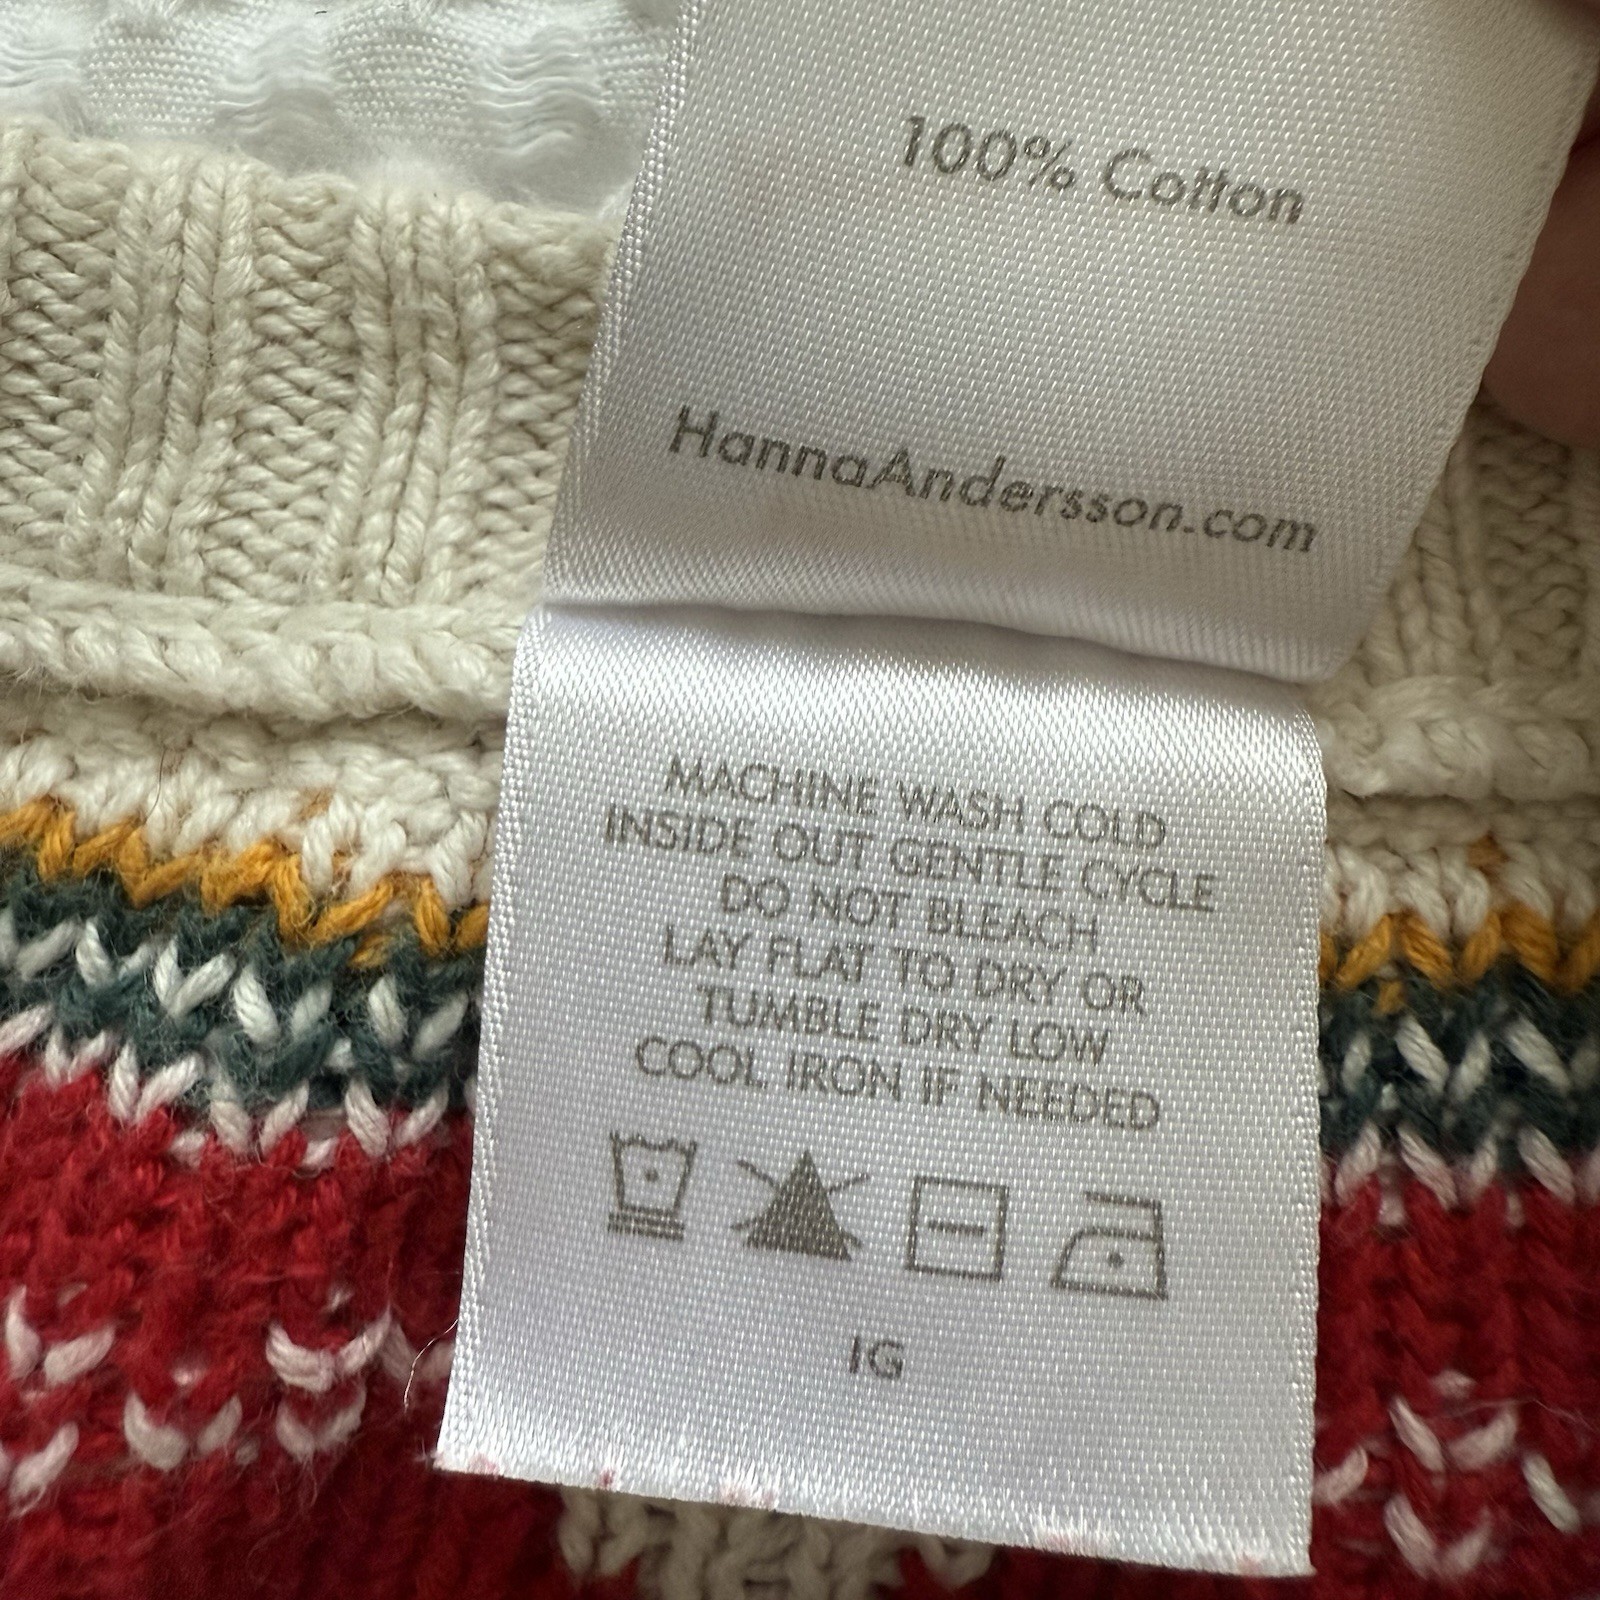 100% Cotton
HannaAndersson.com
MACHINE WASH COLD
INSIDE OUT GENTLE CYCLE
DO NOT BLEACH
LAY FLAT TO DRY OR
TUMBLE DRY LOW
COOL IRON IF NEEDED
IG